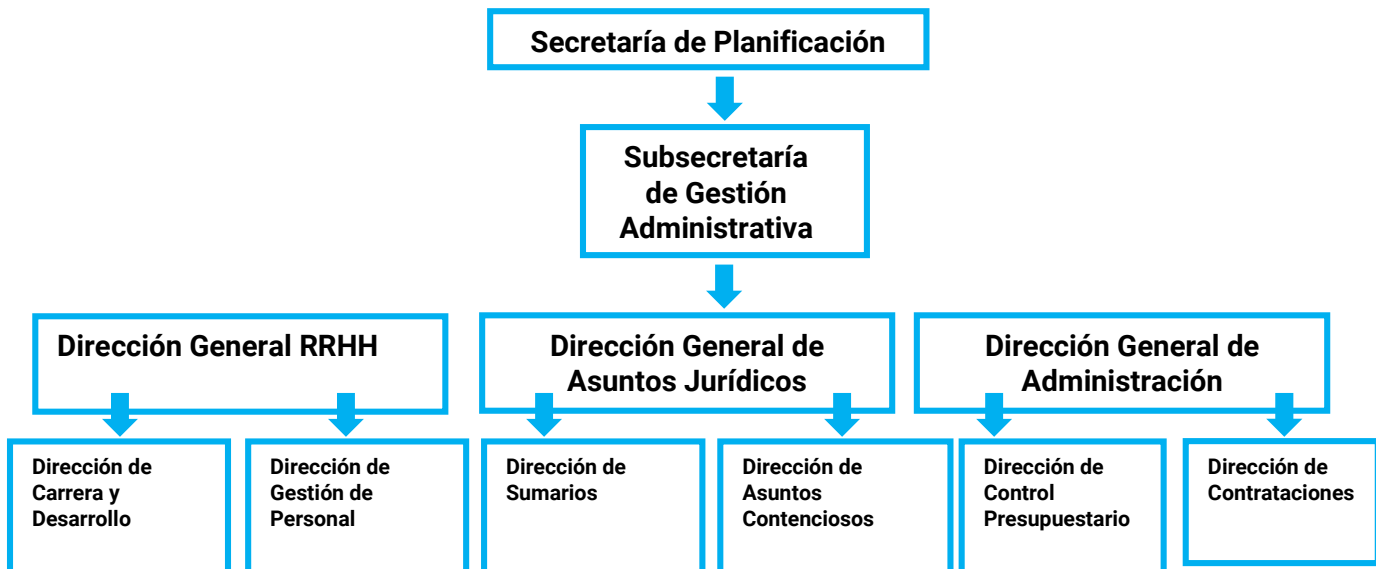 Secretaría de Planificación
Subsecretaría
de Gestión
Administrativa
Dirección General RRHH
Dirección General de
Asuntos Jurídicos
Dirección General de
Administración
Dirección de
Carrera y
Desarrollo
Dirección de
Gestión de
Personal
Dirección de
Sumarios
Dirección de
Asuntos
Contenciosos
Dirección de
Control
Presupuestario
Dirección de
Contrataciones